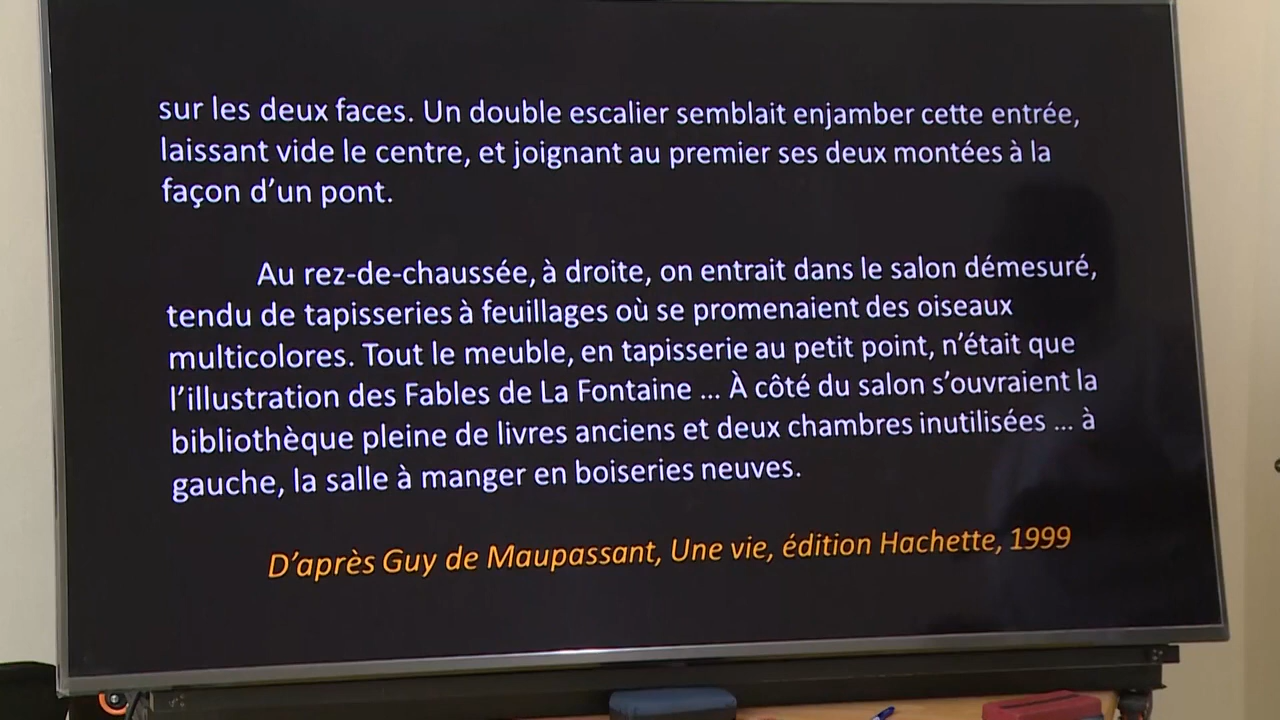 sur les deux faces. Un double escalier semblait enjamber cette entrée,
laissant vide le centre, et joignant au premier ses deux montées à la
façon d’un pont.
Au rez-de-chaussée, à droite, on entrait dans le salon démesuré,
tendu de tapisseries à feuillages où se promenaient des oiseaux
multicolores. Tout le meuble, en tapisserie au petit point, n’était que
l’illustration des Fables de La Fontaine ... À côté du salon s’ouvraient la
bibliothèque pleine de livres anciens et deux chambres inutilisées ... à
gauche, la salle à manger en boiseries neuves.
D’après Guy de Maupassant, Une vie, édition Hachette, 1999